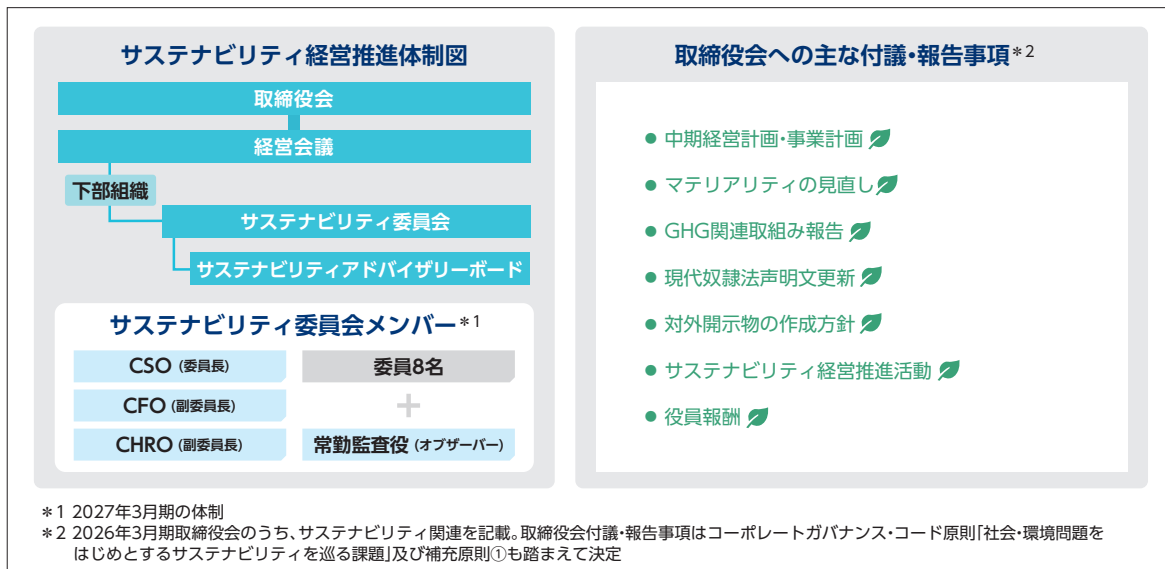 サステナビリティ経営推進体制図
取締役会
経営会議
下部組織
サステナビリティ委員会
サステナビリティアドバイザリーボード
サステナビリティ委員会メンバー*1
CSO (委員長)
委員8名
CFO (副委員長)
+
CHRO (副委員長)
常勤監査役 (オブザーバー)
取締役会への主な付議・報告事項*2
● 中期経営計画・事業計画
● マテリアリティの見直し
● GHG関連取組み報告
● 現代奴隷法声明文更新
● 対外開示物の作成方針
● サステナビリティ経営推進活動
● 役員報酬
*1 2027年3月期の体制
*2 2026年3月期取締役会のうち、サステナビリティ関連を記載。取締役会付議・報告事項はコーポレートガバナンス・コード原則「社会・環境問題を
はじめとするサステナビリティを巡る課題」及び補充原則①も踏まえて決定